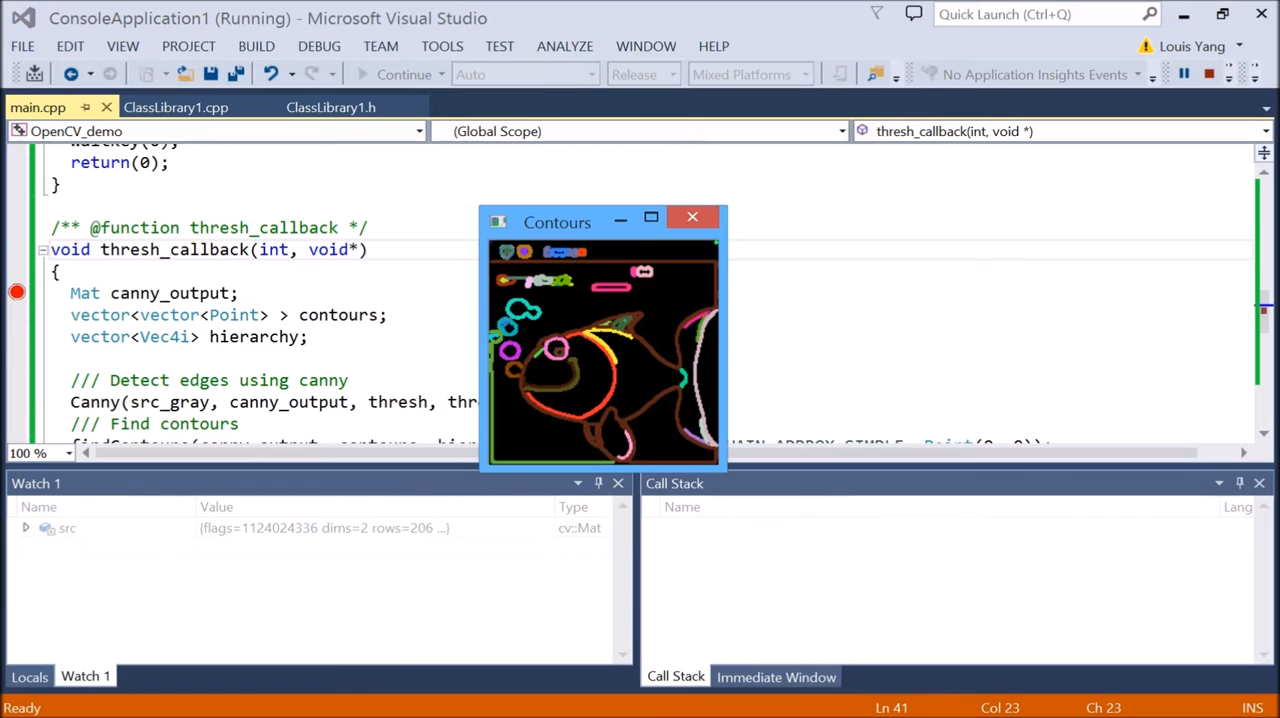 ConsoleApplication1 (Running) - Microsoft Visual Studio
Quick Launch (Ctrl+Q)
FILE EDIT VIEW PROJECT BUILD DEBUG TEAM TOOLS TEST ANALYZE WINDOW HELP
Louis Yang
Continue Auto Release Mixed Platforms No Application Insights Events
main.cpp ClassLibrary1.cpp ClassLibrary1.h
OpenCV_demo (Global Scope) thresh_callback(int, void *)
return(0);
}
/** @function thresh_callback */
void thresh_callback(int, void*)
{
Mat canny_output;
vector<vector<Point> > contours;
vector<Vec4i> hierarchy;
/// Detect edges using canny
Canny(src_gray, canny_output, thresh,
/// Find contours
Contours
100 %
Watch 1
Name Value Type
src {flags=1124024336 dims=2 rows=206 ...} cv::Mat
Call Stack
Name Lang
Locals Watch 1
Call Stack Immediate Window
Ready Ln 41 Col 23 Ch 23 INS